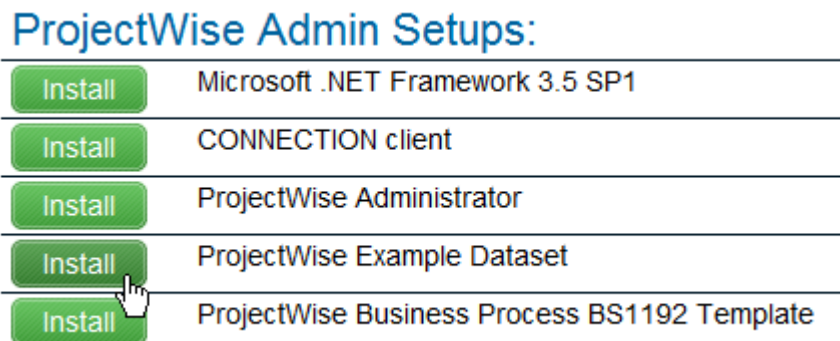 ProjectWise Admin Setups:
Install Microsoft .NET Framework 3.5 SP1
Install CONNECTION client
Install ProjectWise Administrator
Install ProjectWise Example Dataset
Install ProjectWise Business Process BS1192 Template